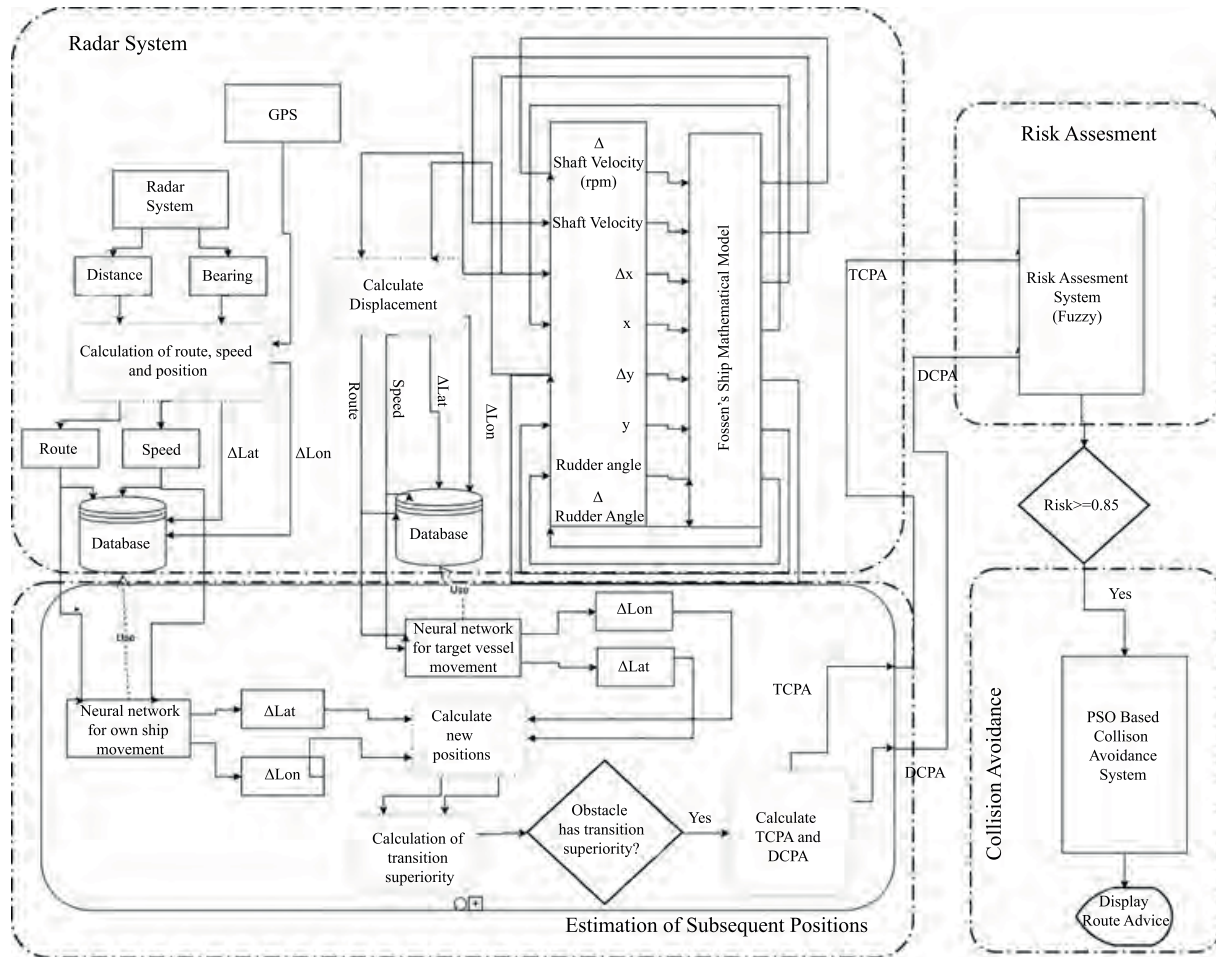 Radar System
GPS
Radar
System
Distance
Bearing
Calculation of route, speed
and position
Route
Speed
ΔLat
ΔLon
Database
Calculate
Displacement
Route
Speed
ΔLat
ΔLon
Database
Δ
Shaft Velocity
(rpm)
Shaft Velocity
Δx
x
Δy
y
Rudder angle
Δ
Rudder Angle
Fossen's Ship Mathematical Model
TCPA
DCPA
Risk Assesment
Risk Assesment
System
(Fuzzy)
Risk>=0.85
Yes
Collision Avoidance
PSO Based
Collison
Avoidance
System
Display
Route Advice
Use
Use
Neural network
for own ship
movement
ΔLat
ΔLon
Neural network
for target vessel
movement
ΔLon
ΔLat
Calculate
new
positions
Calculation of
transition
superiority
Obstacle
has transition
superiority?
Yes
Calculate
TCPA and
DCPA
TCPA
DCPA
Estimation of Subsequent Positions